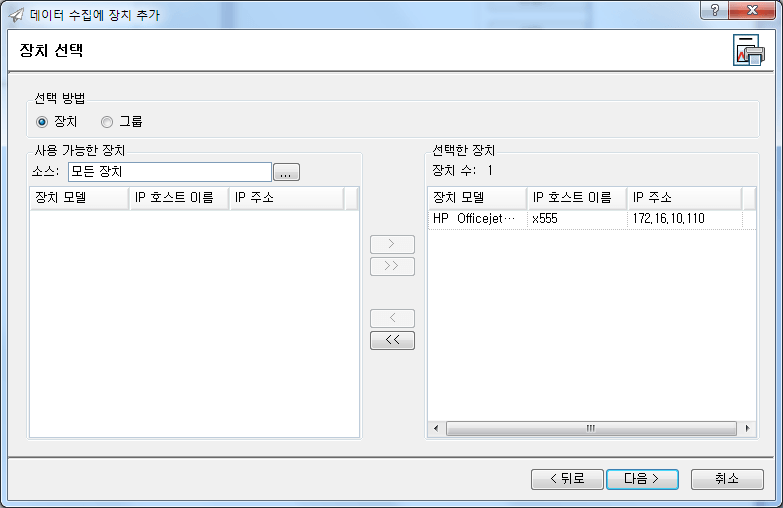 데이터 수집에 장치 추가
장치 선택
선택 방법
장치 그룹
사용 가능한 장치
소스: 모든 장치 ...
장치 모델 IP 호스트 이름 IP 주소
>
>>
<
<<
선택한 장치
장치 수: 1
장치 모델 IP 호스트 이름 IP 주소
HP Officejet... x555 172.16.10.110
< 뒤로 다음 > 취소